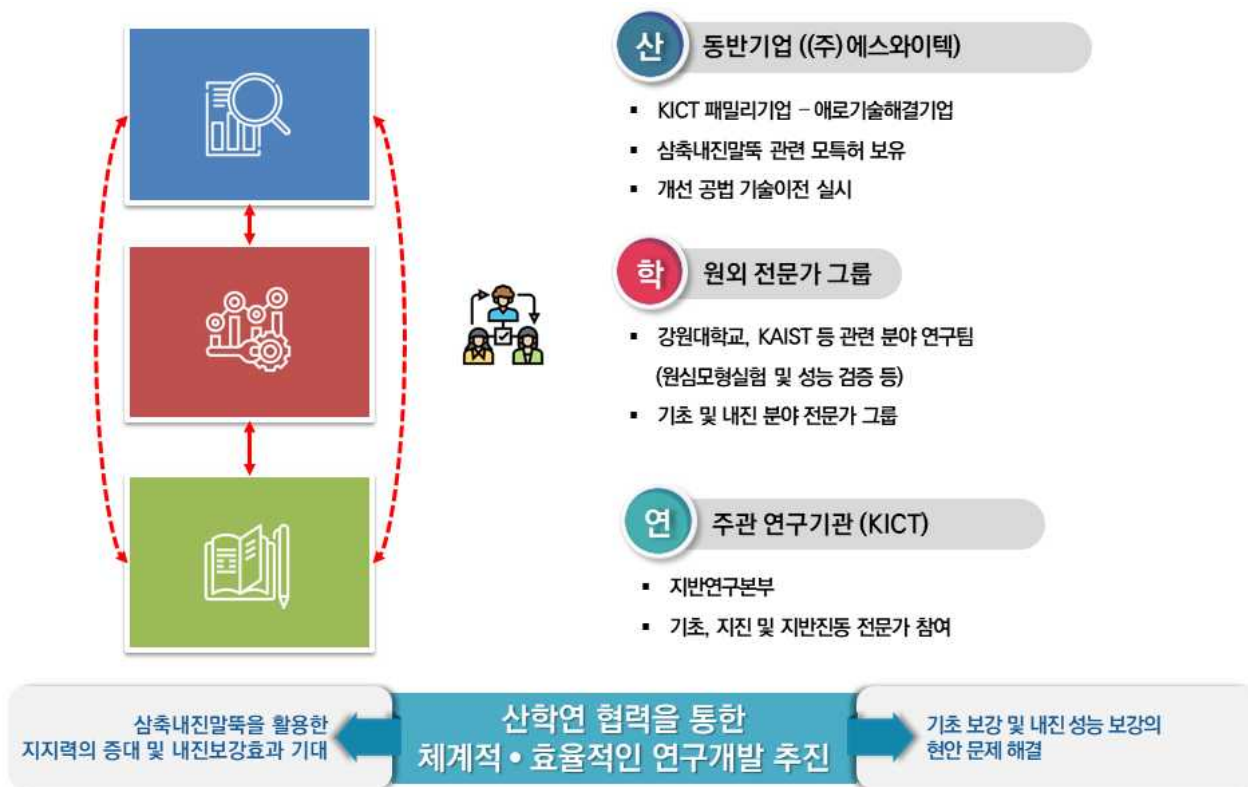 산 동반기업 ((주)에스와이텍)
▪ KICT 패밀리기업 – 애로기술해결기업
▪ 삼축내진말뚝 관련 모특허 보유
▪ 개선 공법 기술이전 실시
학 원외 전문가 그룹
▪ 강원대학교, KAIST 등 관련 분야 연구팀
(원심모형실험 및 성능 검증 등)
▪ 기초 및 내진 분야 전문가 그룹
연 주관 연구기관 (KICT)
▪ 지반연구본부
▪ 기초, 지진 및 지반진동 전문가 참여
삼축내진말뚝을 활용한
지지력의 증대 및 내진보강효과 기대
산학연 협력을 통한
체계적 • 효율적인 연구개발 추진
기초 보강 및 내진 성능 보강의
현안 문제 해결